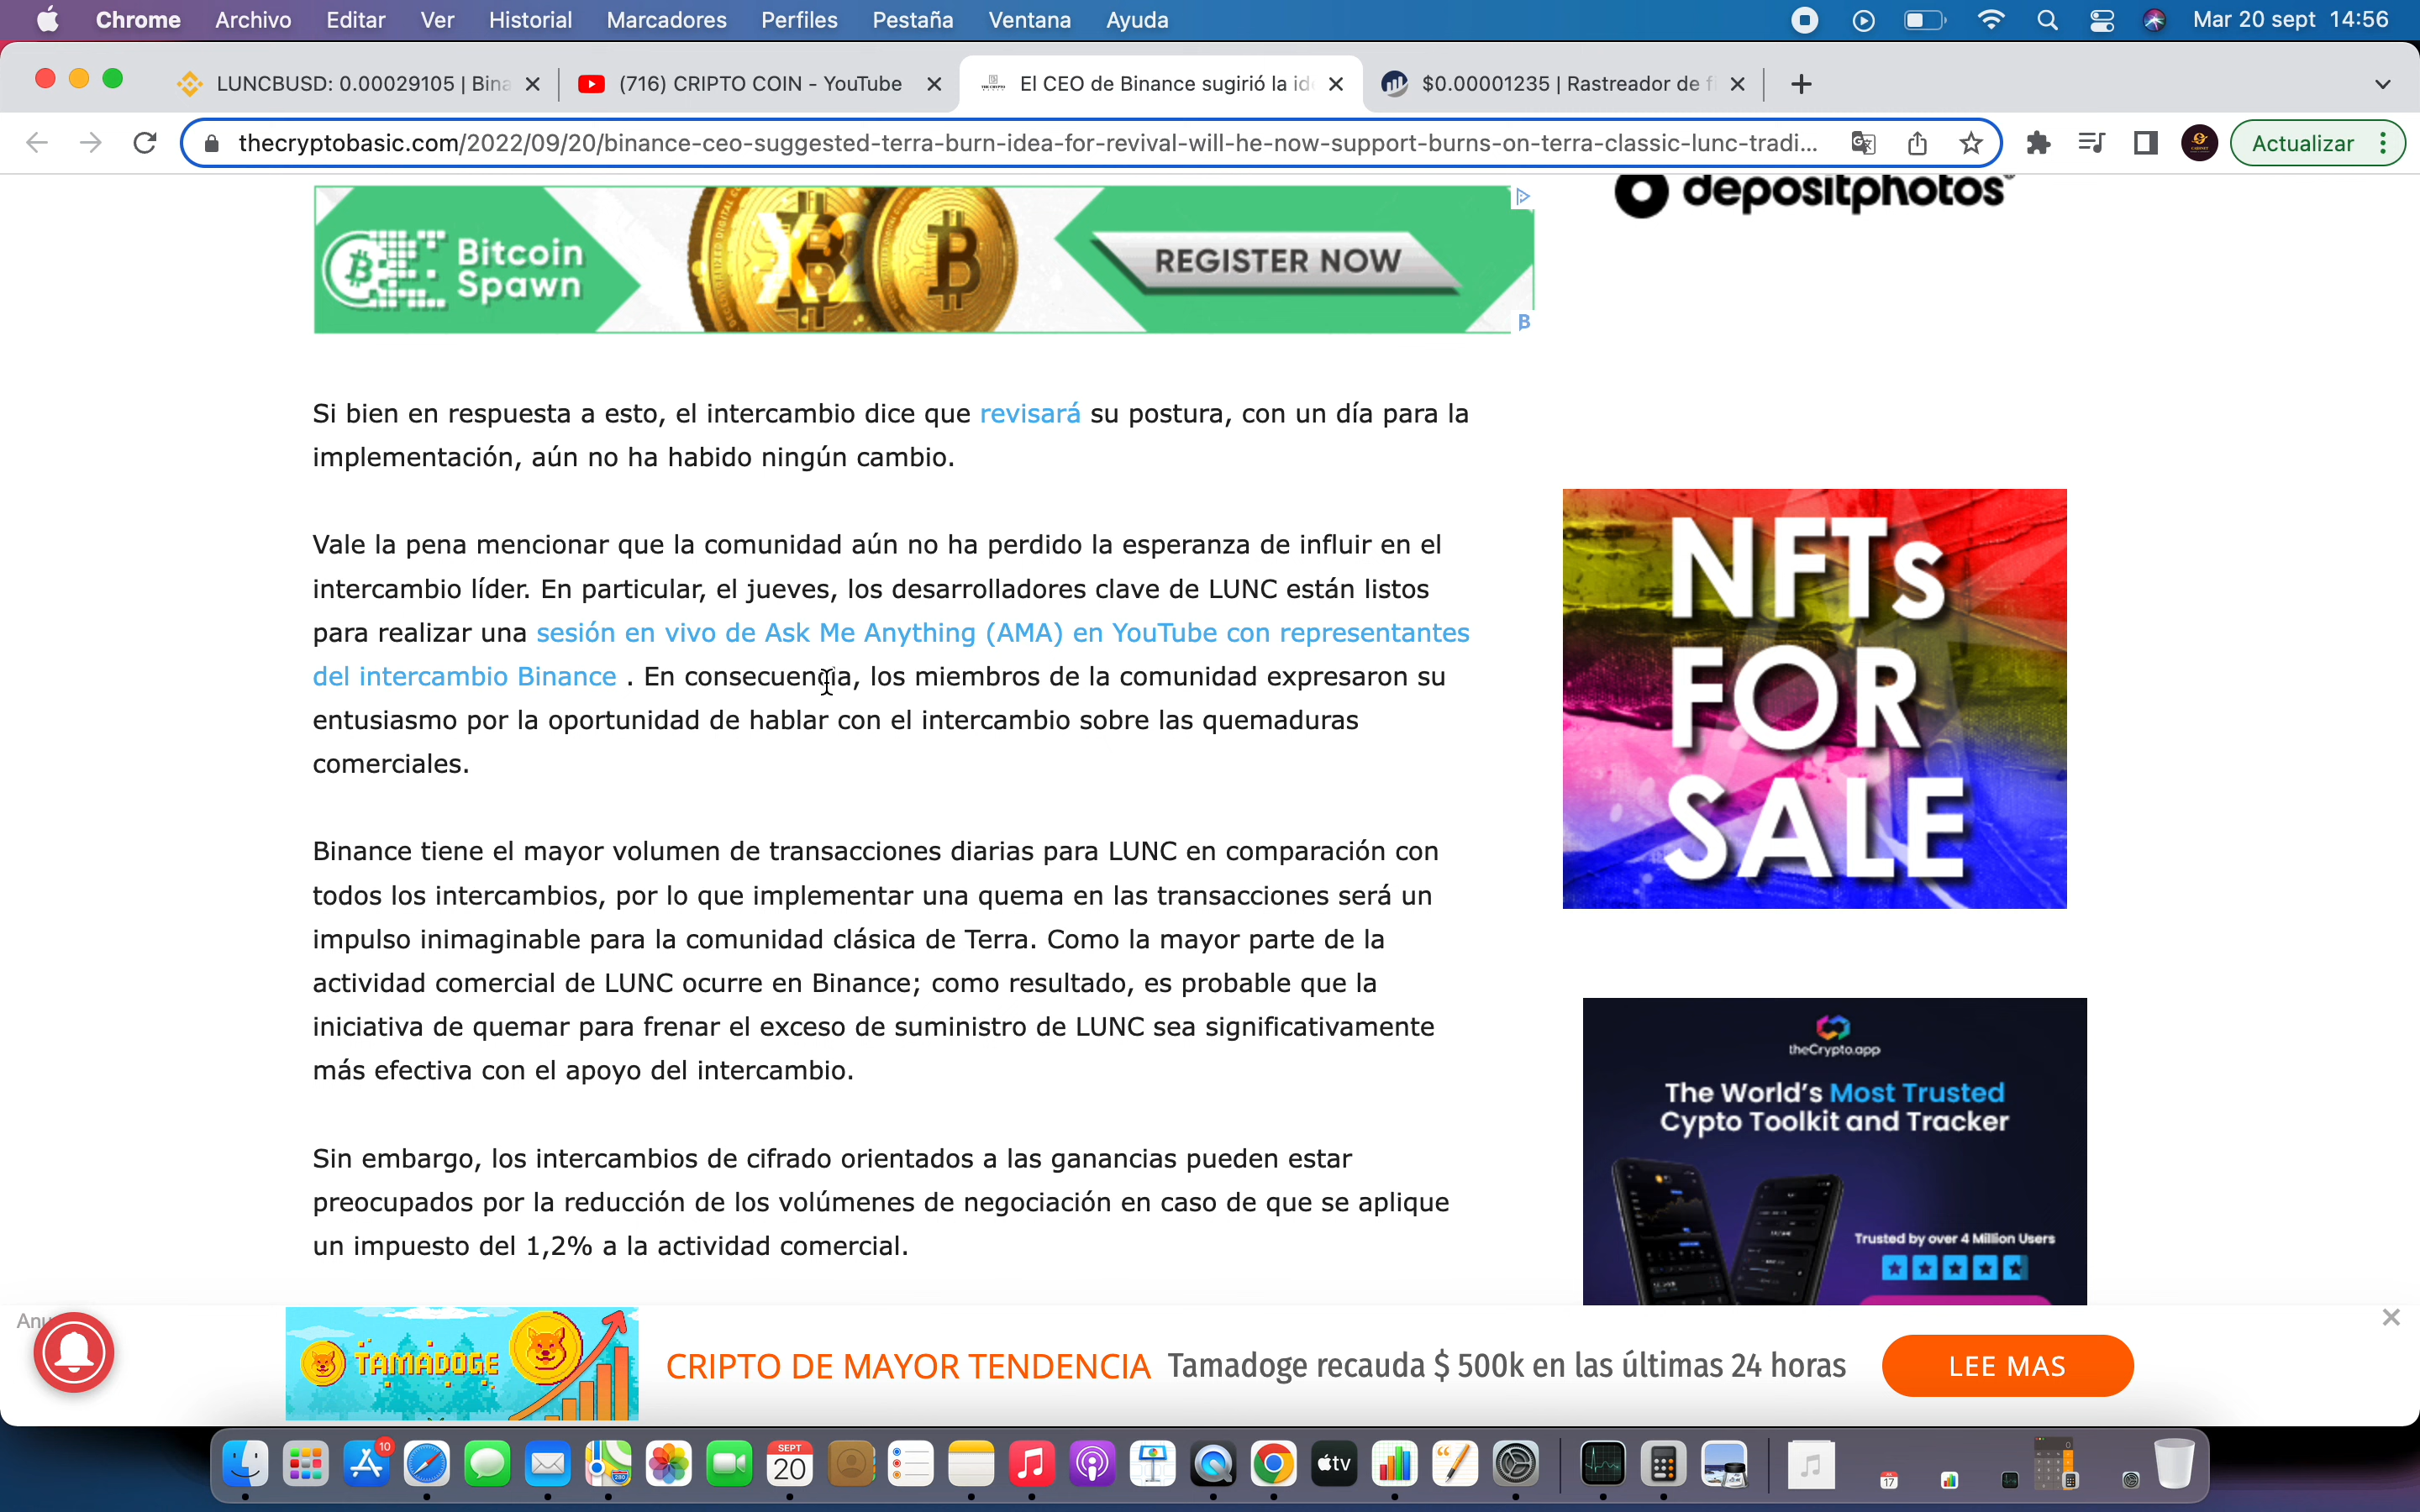 Chrome Archivo Editar Ver Historial Marcadores Perfiles Pestaña Ventana Ayuda Mar 20 sept 14:56
LUNCBUSD: 0.00029105 | Bina
(716) CRIPTO COIN - YouTube
El CEO de Binance sugirió la id
$0.00001235 | Rastreador de fi
thecryptobasic.com/2022/09/20/binance-ceo-suggested-terra-burn-idea-for-revival-will-he-now-support-burns-on-terra-classic-lunc-tradi...
Actualizar
Bitcoin
Spawn
REGISTER NOW
depositphotos
Si bien en respuesta a esto, el intercambio dice que revisará su postura, con un día para la
implementación, aún no ha habido ningún cambio.
Vale la pena mencionar que la comunidad aún no ha perdido la esperanza de influir en el
intercambio líder. En particular, el jueves, los desarrolladores clave de LUNC están listos
para realizar una sesión en vivo de Ask Me Anything (AMA) en YouTube con representantes
del intercambio Binance . En consecuencia, los miembros de la comunidad expresaron su
entusiasmo por la oportunidad de hablar con el intercambio sobre las quemaduras
comerciales.
Binance tiene el mayor volumen de transacciones diarias para LUNC en comparación con
todos los intercambios, por lo que implementar una quema en las transacciones será un
impulso inimaginable para la comunidad clásica de Terra. Como la mayor parte de la
actividad comercial de LUNC ocurre en Binance; como resultado, es probable que la
iniciativa de quemar para frenar el exceso de suministro de LUNC sea significativamente
más efectiva con el apoyo del intercambio.
Sin embargo, los intercambios de cifrado orientados a las ganancias pueden estar
preocupados por la reducción de los volúmenes de negociación en caso de que se aplique
un impuesto del 1,2% a la actividad comercial.
NFTs
FOR
SALE
theCrypto.app
The World's Most Trusted
Cypto Toolkit and Tracker
Trusted by over 4 Million Users
TAMADOGE
CRIPTO DE MAYOR TENDENCIA Tamadoge recauda $ 500k en las últimas 24 horas
LEE MAS
10
SEPT
20
tv
17